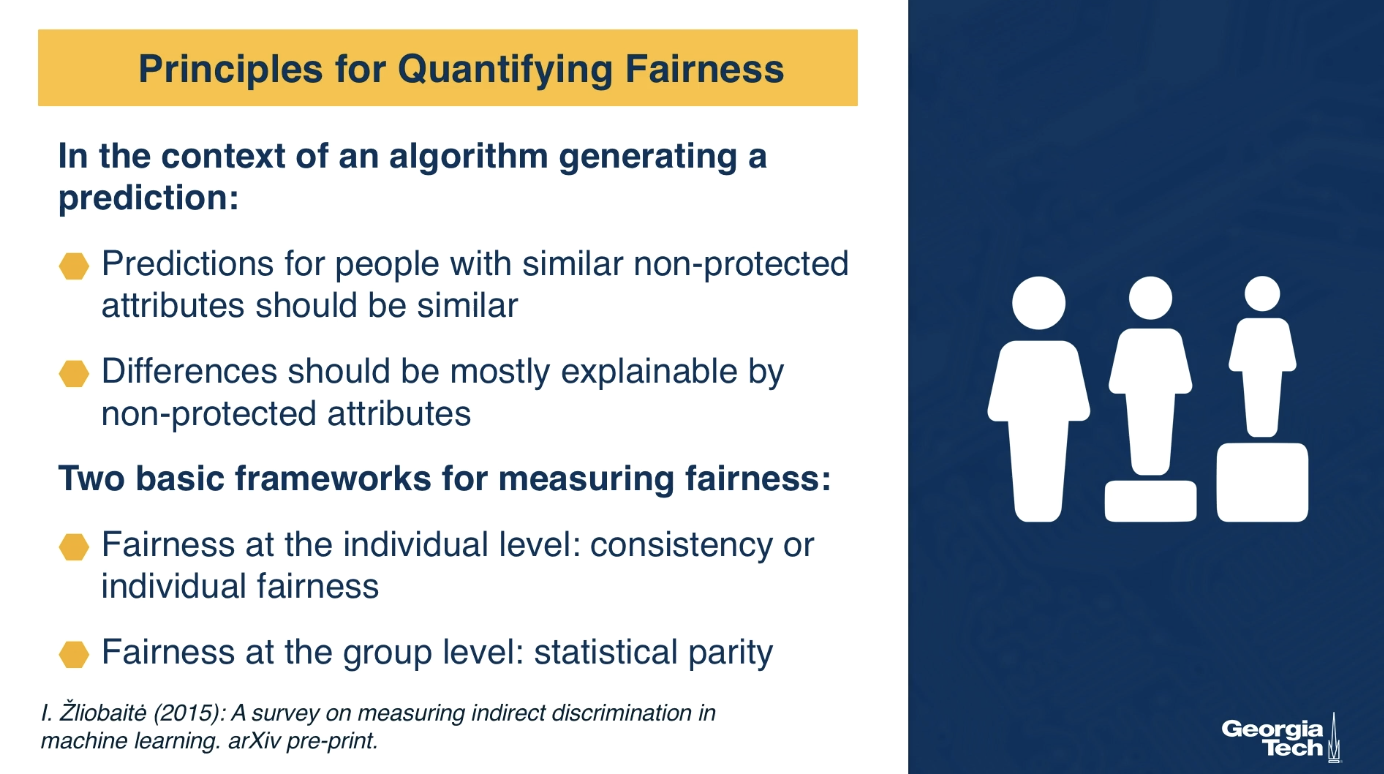 Principles for Quantifying Fairness
In the context of an algorithm generating a
prediction:
Predictions for people with similar non-protected
attributes should be similar
Differences should be mostly explainable by
non-protected attributes
Two basic frameworks for measuring fairness:
Fairness at the individual level: consistency or
individual fairness
Fairness at the group level: statistical parity
I. Žliobaitė (2015): A survey on measuring indirect discrimination in
machine learning. arXiv pre-print.
Georgia
Tech